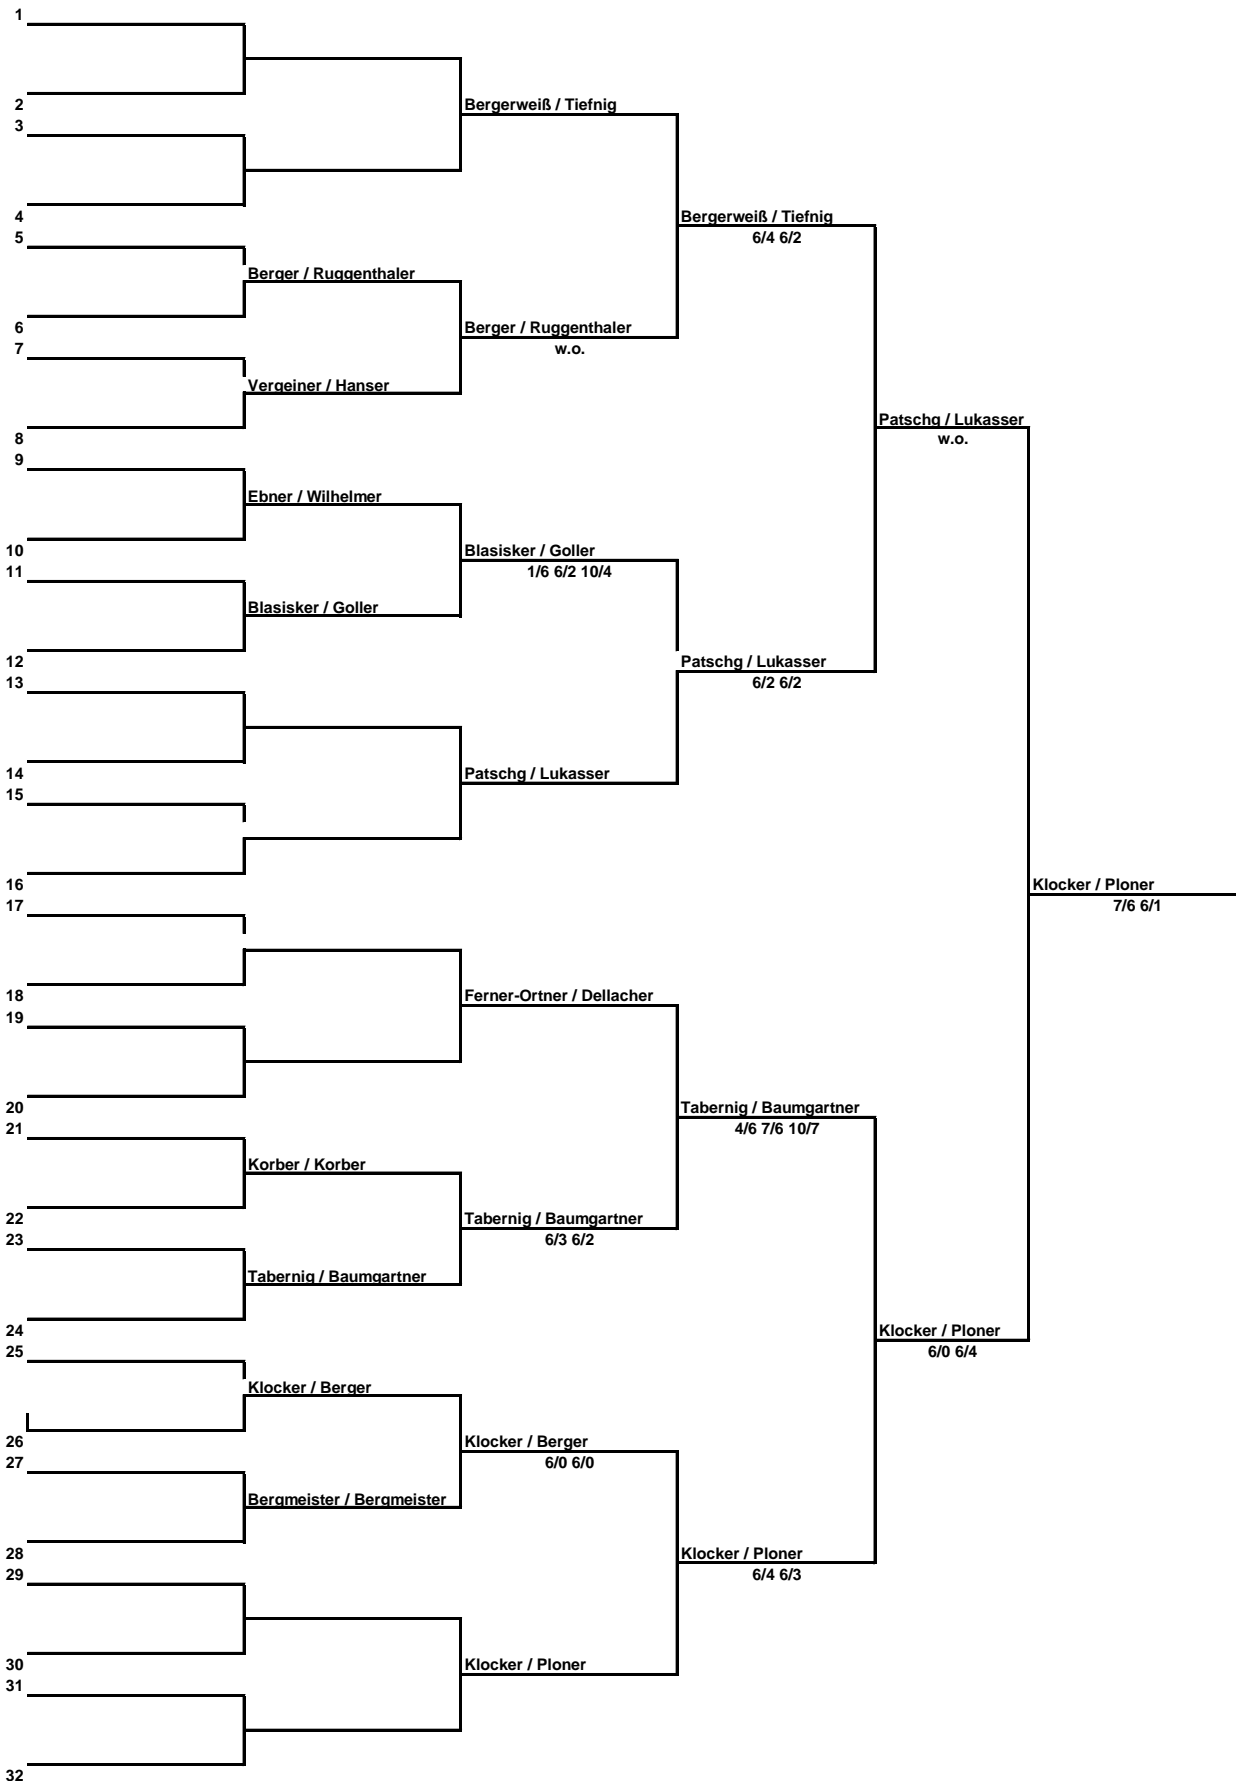 1
2
Bergerweiß / Tiefnig
3
4
Bergerweiß / Tiefnig
5
6/4 6/2
Berger / Ruggenthaler
6
Berger / Ruggenthaler
7
w.o.
Vergeiner / Hanser
8
Patschg / Lukasser
w.o.
9
Ebner / Wilhelmer
10
Blasisker / Goller
11
1/6 6/2 10/4
Blasisker / Goller
12
Patschg / Lukasser
13
6/2 6/2
14
Patschg / Lukasser
15
16
Klocker / Ploner
17
7/6 6/1
18
Ferner-Ortner / Dellacher
19
20
Tabernig / Baumgartner
21
4/6 7/6 10/7
Korber / Korber
22
Tabernig / Baumgartner
23
6/3 6/2
Tabernig / Baumgartner
24
Klocker / Ploner
25
6/0 6/4
Klocker / Berger
26
Klocker / Berger
27
6/0 6/0
Bergmeister / Bergmeister
28
Klocker / Ploner
29
6/4 6/3
30
Klocker / Ploner
31
32